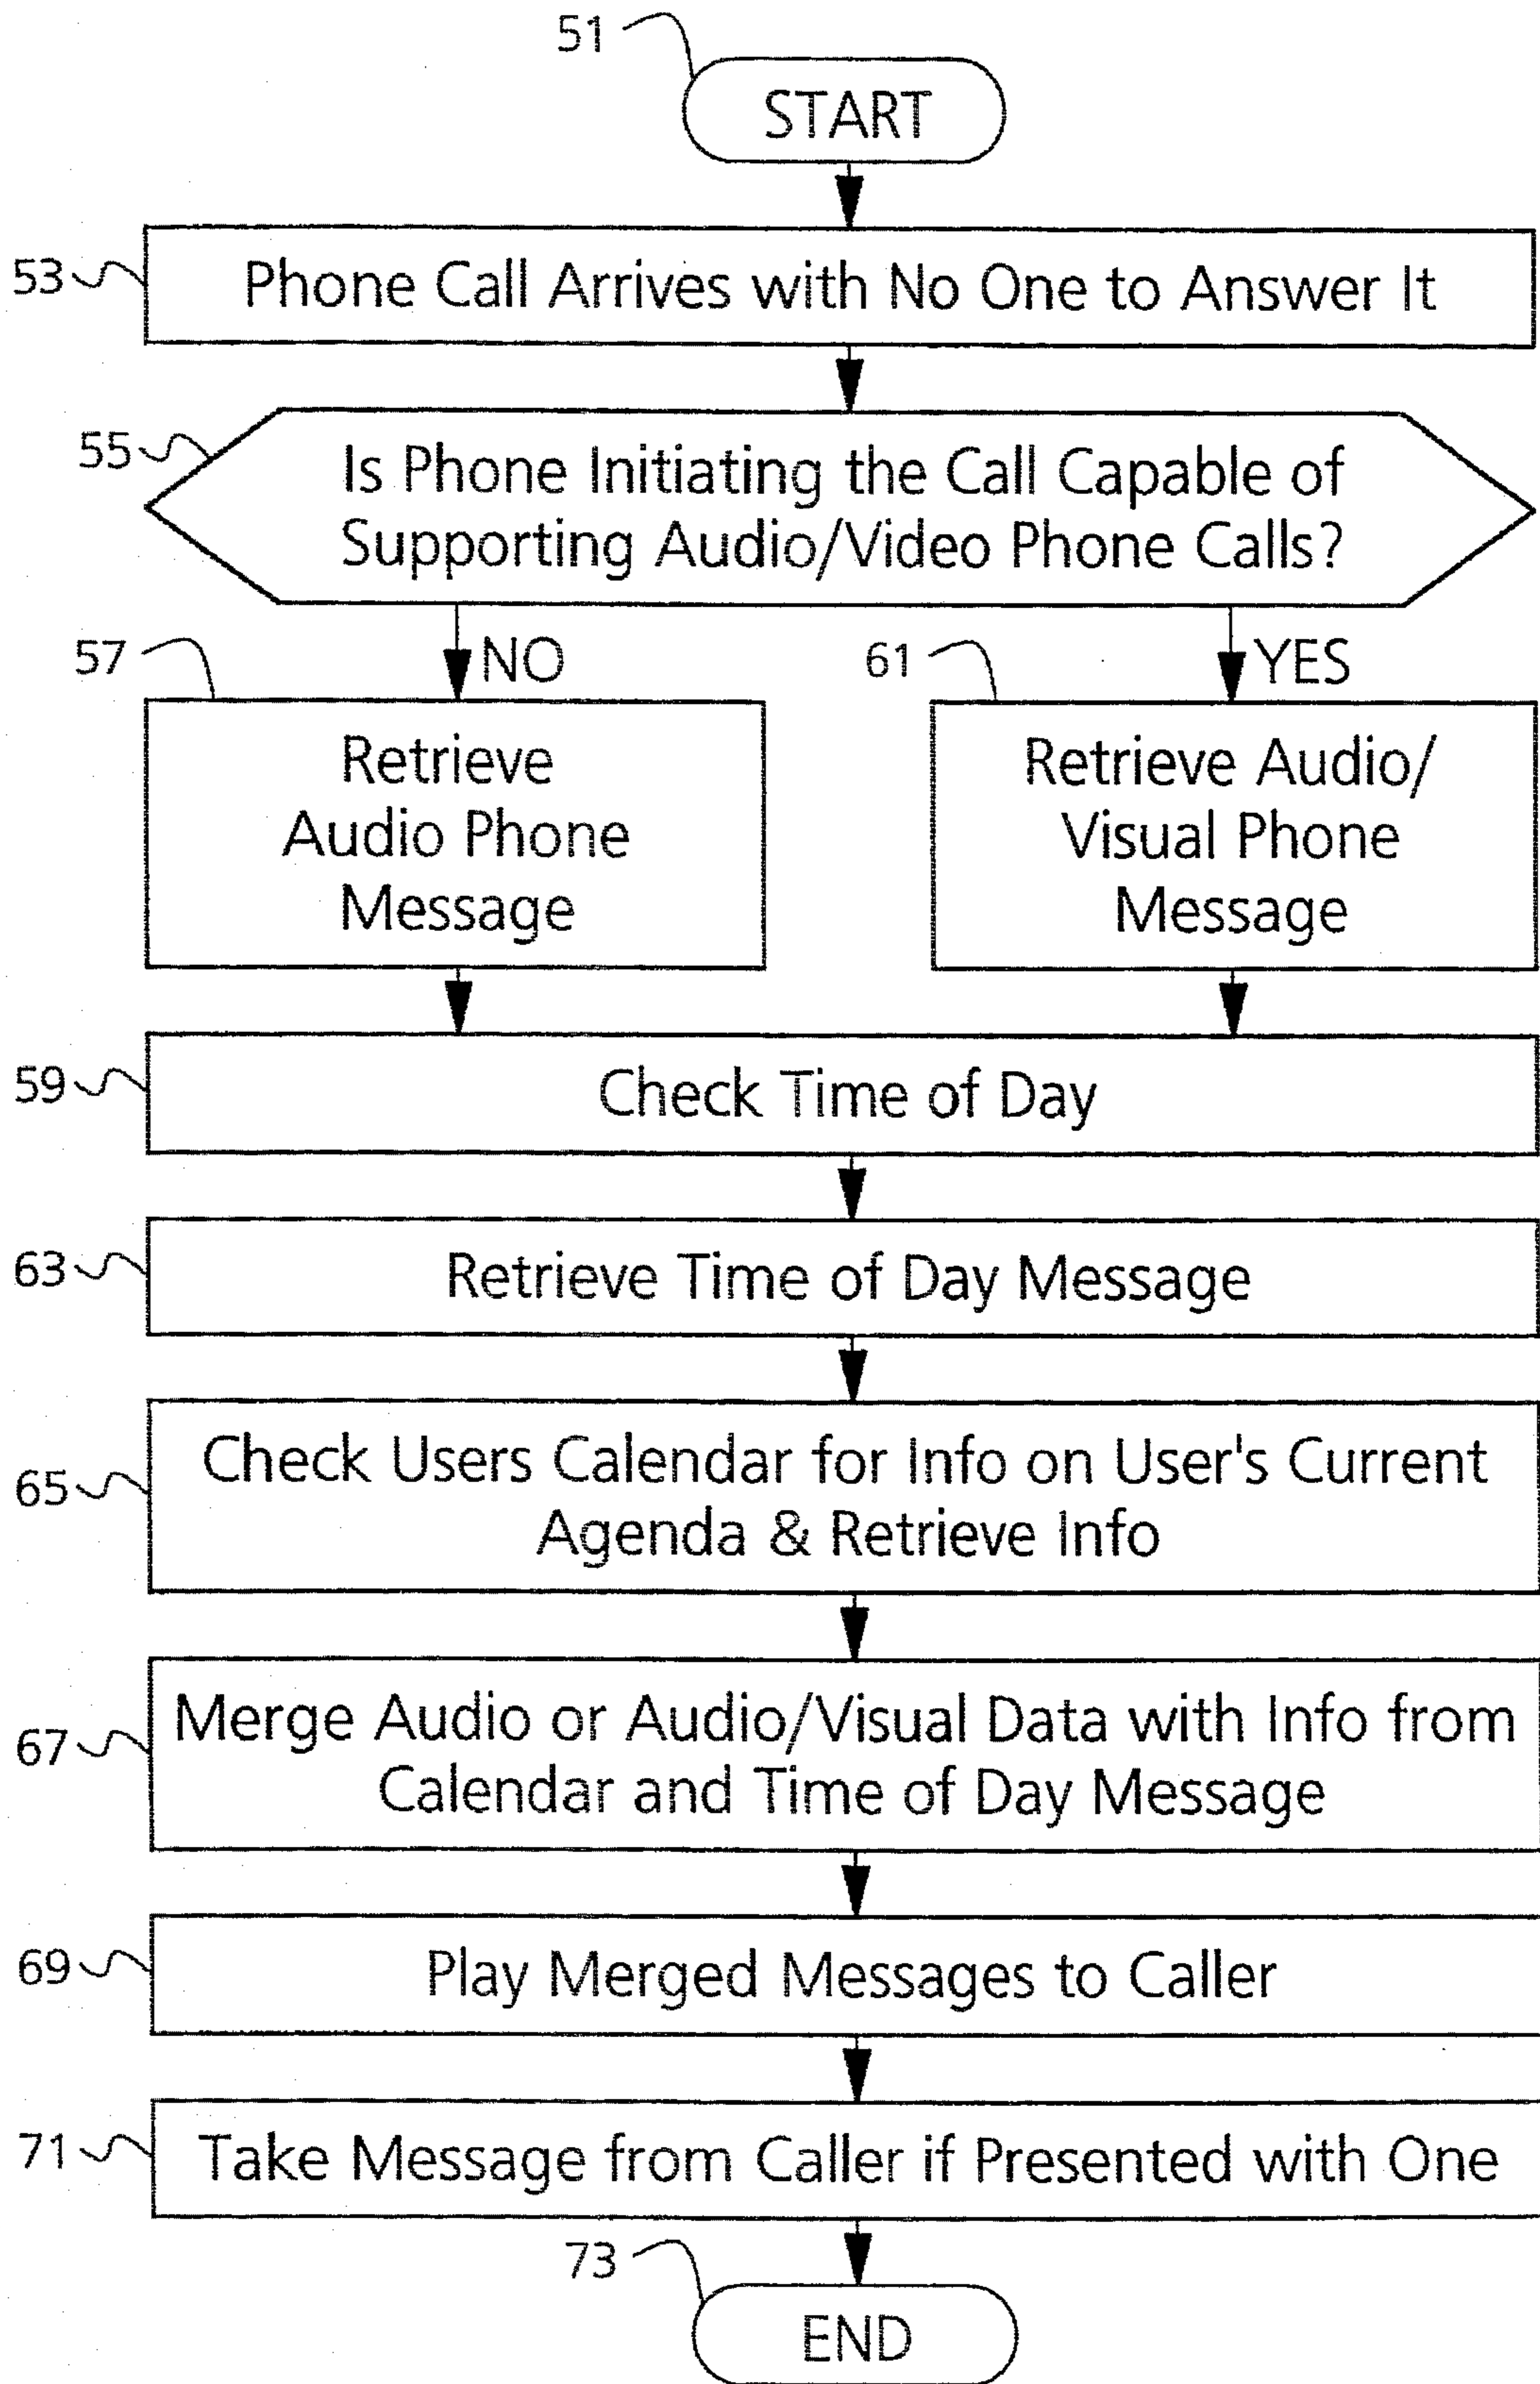 51
START
53
Phone Call Arrives with No One to Answer It
55
Is Phone Initiating the Call Capable of
Supporting Audio/Video Phone Calls?
57
NO
61
YES
Retrieve
Audio Phone
Message
Retrieve Audio/
Visual Phone
Message
59
Check Time of Day
63
Retrieve Time of Day Message
65
Check Users Calendar for Info on User's Current
Agenda & Retrieve Info
67
Merge Audio or Audio/Visual Data with Info from
Calendar and Time of Day Message
69
Play Merged Messages to Caller
71
Take Message from Caller if Presented with One
73
END